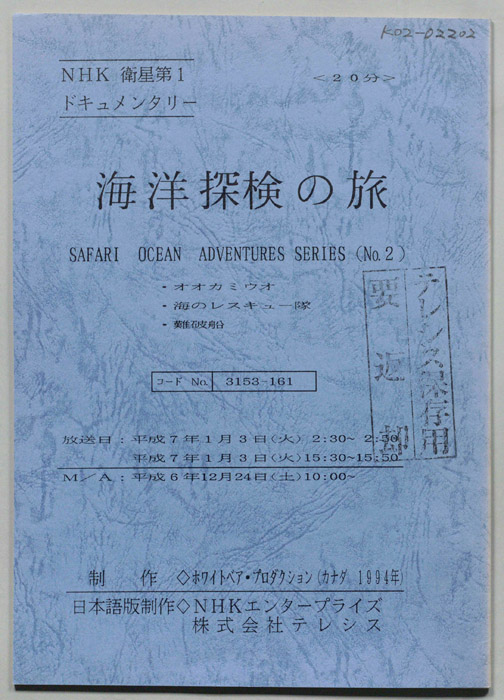 K02-02202
NHK 衛星第1
ドキュメンタリー
＜20分＞
海洋探検の旅
SAFARI OCEAN ADVENTURES SERIES (No.2)
・オオカミウオ
・海のレスキュー隊
・難破船
コード No. 3153-161
テレシス保存用
要返却
放送日：平成7年1月3日(火) 2:30~2:50
平成7年1月3日(火) 15:30~15:50
M/A：平成6年12月24日(土) 10:00~
制作◇ホワイトベア・プロダクション(カナダ 1994年)
日本語版制作◇NHKエンタープライズ
株式会社テレシス